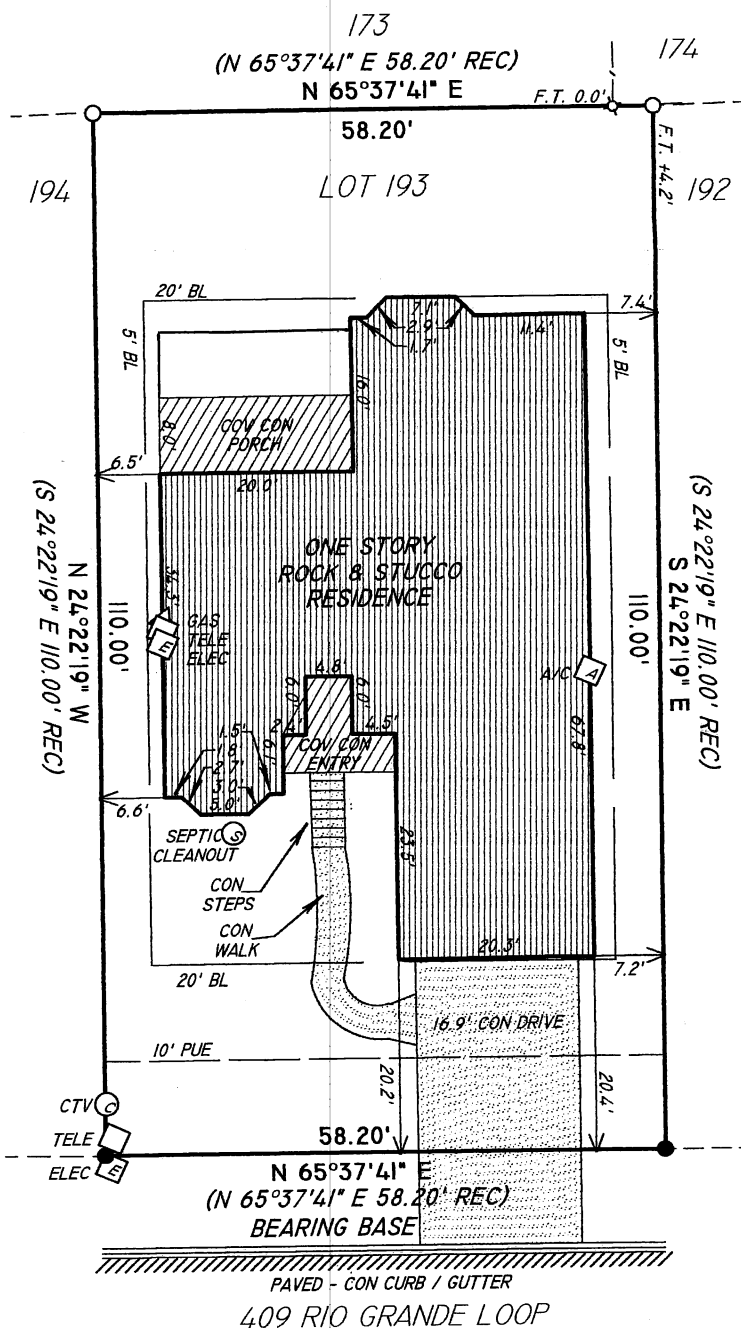 173
174
(N 65°37'41" E 58.20' REC)
N 65°37'41" E
F.T. 0.0'
58.20'
F.T. +4.2'
194
LOT 193
192
20' BL
7.1'
7.4'
2.9'
11.4'
1.7'
5' BL
5' BL
16.0'
8.0'
COV CON
PORCH
6.5'
20.0'
(S 24°22'19" E 110.00' REC)
N 24°22'19" W
110.00'
ONE STORY
ROCK & STUCCO
RESIDENCE
110.00'
S 24°22'19" E
(S 24°22'19" E 110.00' REC)
34.3'
GAS
TELE
ELEC
E
4.8
A/C
A
6.0'
6.0'
67.8'
1.5'
2.4'
4.5'
6.1'
COV CON
ENTRY
1.8'
2.7'
3.0'
5.0'
6.6'
SEPTIC
CLEANOUT
S
23.5'
CON
STEPS
CON
WALK
20.3'
7.2'
20' BL
16.9' CON DRIVE
10' PUE
20.2'
20.4'
CTV
C
TELE
58.20'
ELEC
E
N 65°37'41" E
(N 65°37'41" E 58.20' REC)
BEARING BASE
PAVED - CON CURB / GUTTER
409 RIO GRANDE LOOP